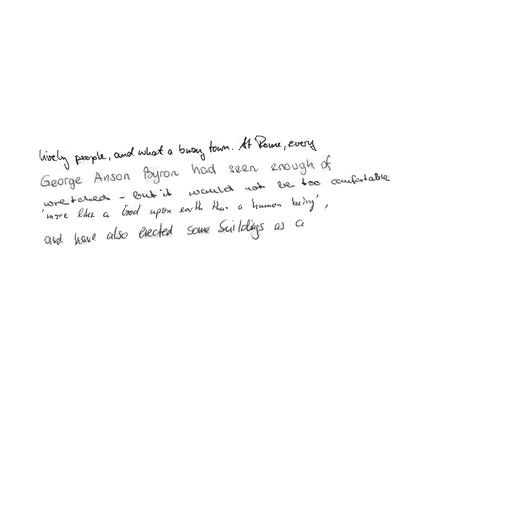 lively people, and what a busy town. At Rome, every
George Anson Byron had seen enough of
wretched - but it would not be too comfortable
'more like a God upon earth than a human being',
and have also erected some buildings as a